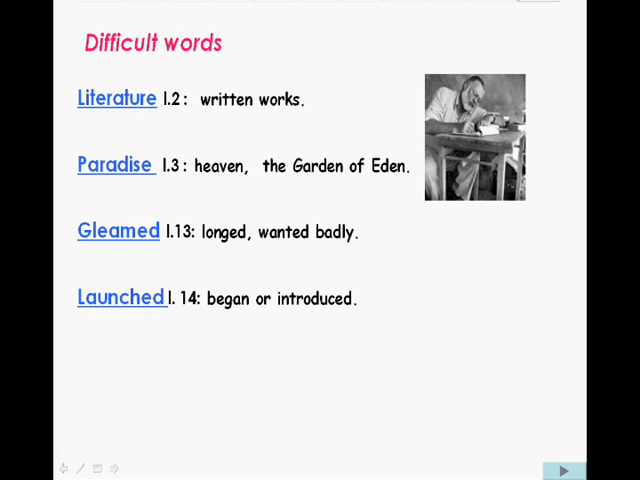 Difficult words
Literature l.2 : written works.
Paradise l.3 : heaven, the Garden of Eden.
Gleamed l.13: longed, wanted badly.
Launched l. 14: began or introduced.